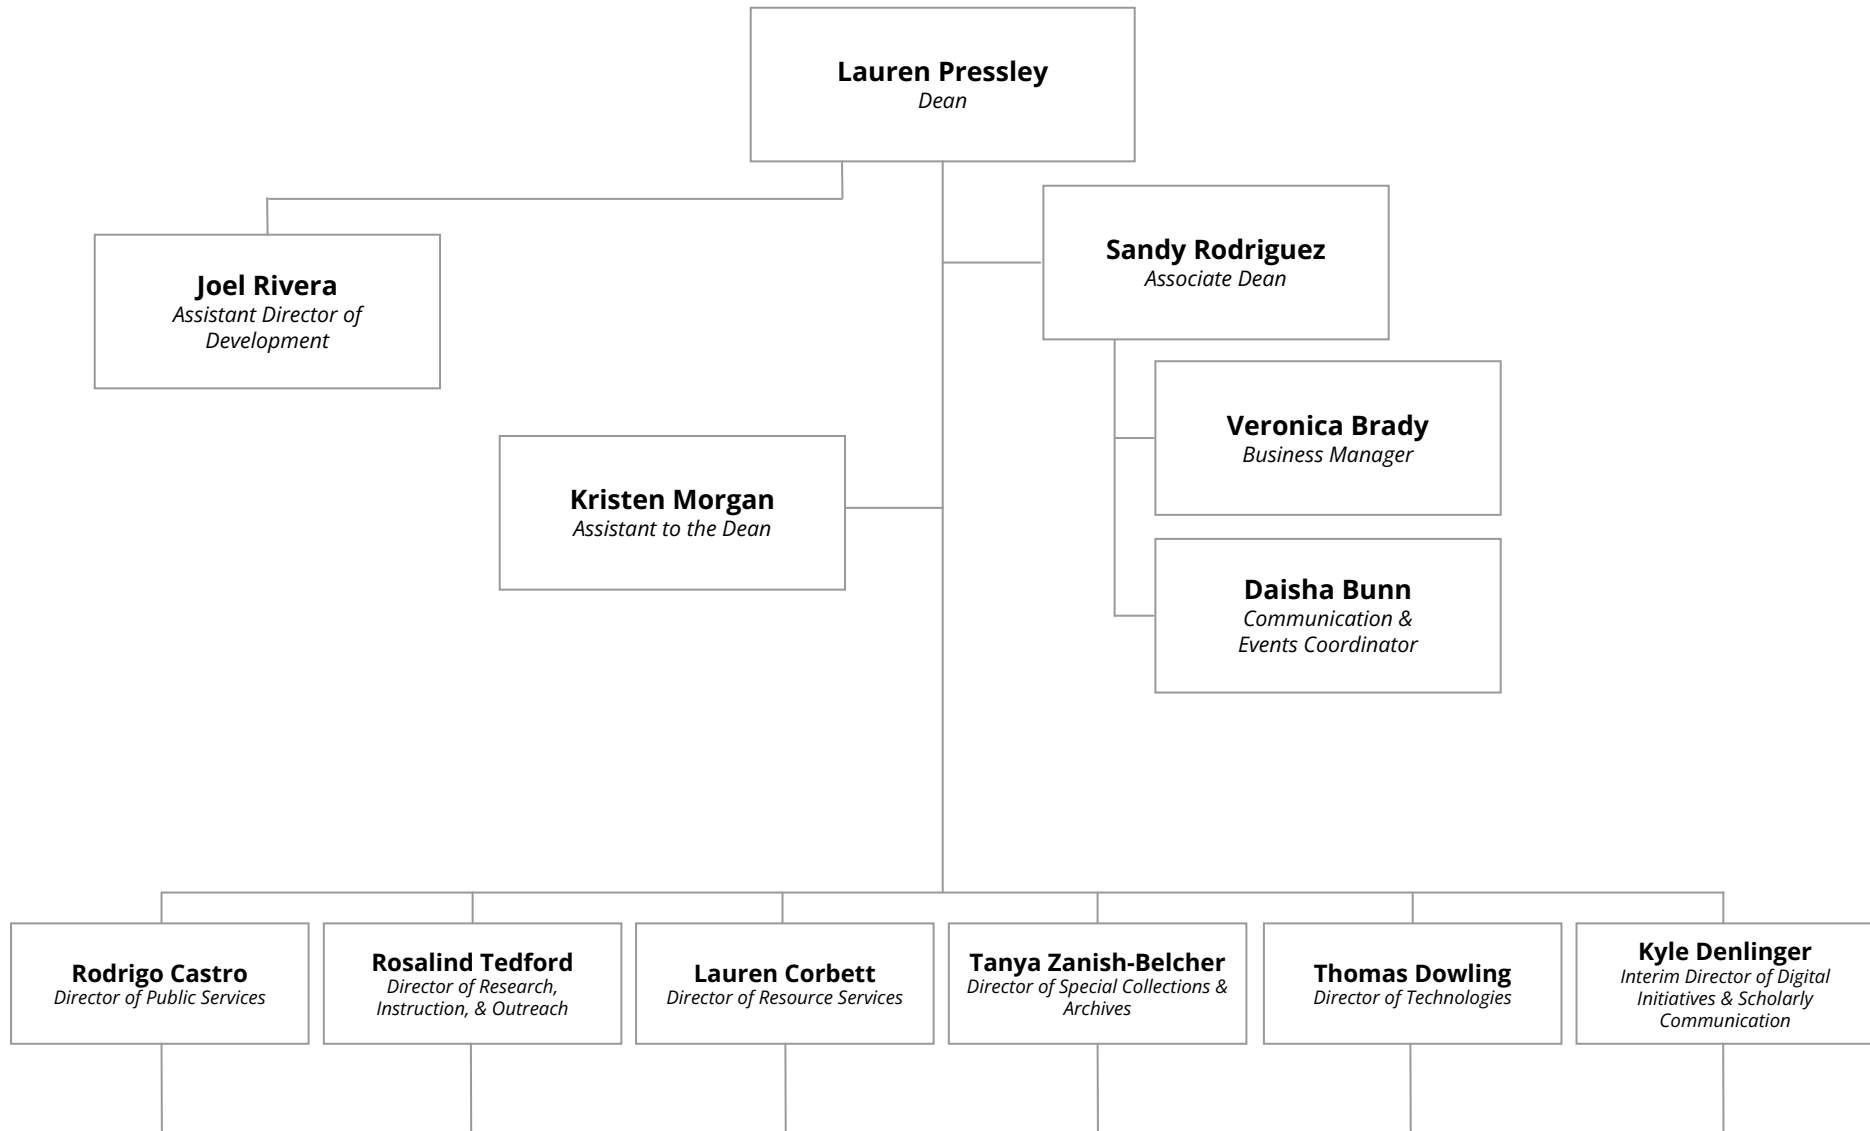 Lauren Pressley
Dean
Sandy Rodriguez
Associate Dean
Joel Rivera
Assistant Director of
Development
Veronica Brady
Business Manager
Kristen Morgan
Assistant to the Dean
Daisha Bunn
Communication &
Events Coordinator
Rodrigo Castro
Director of Public Services
Rosalind Tedford
Director of Research,
Instruction, & Outreach
Lauren Corbett
Director of Resource Services
Tanya Zanish-Belcher
Director of Special Collections &
Archives
Thomas Dowling
Director of Technologies
Kyle Denlinger
Interim Director of Digital
Initiatives & Scholarly
Communication